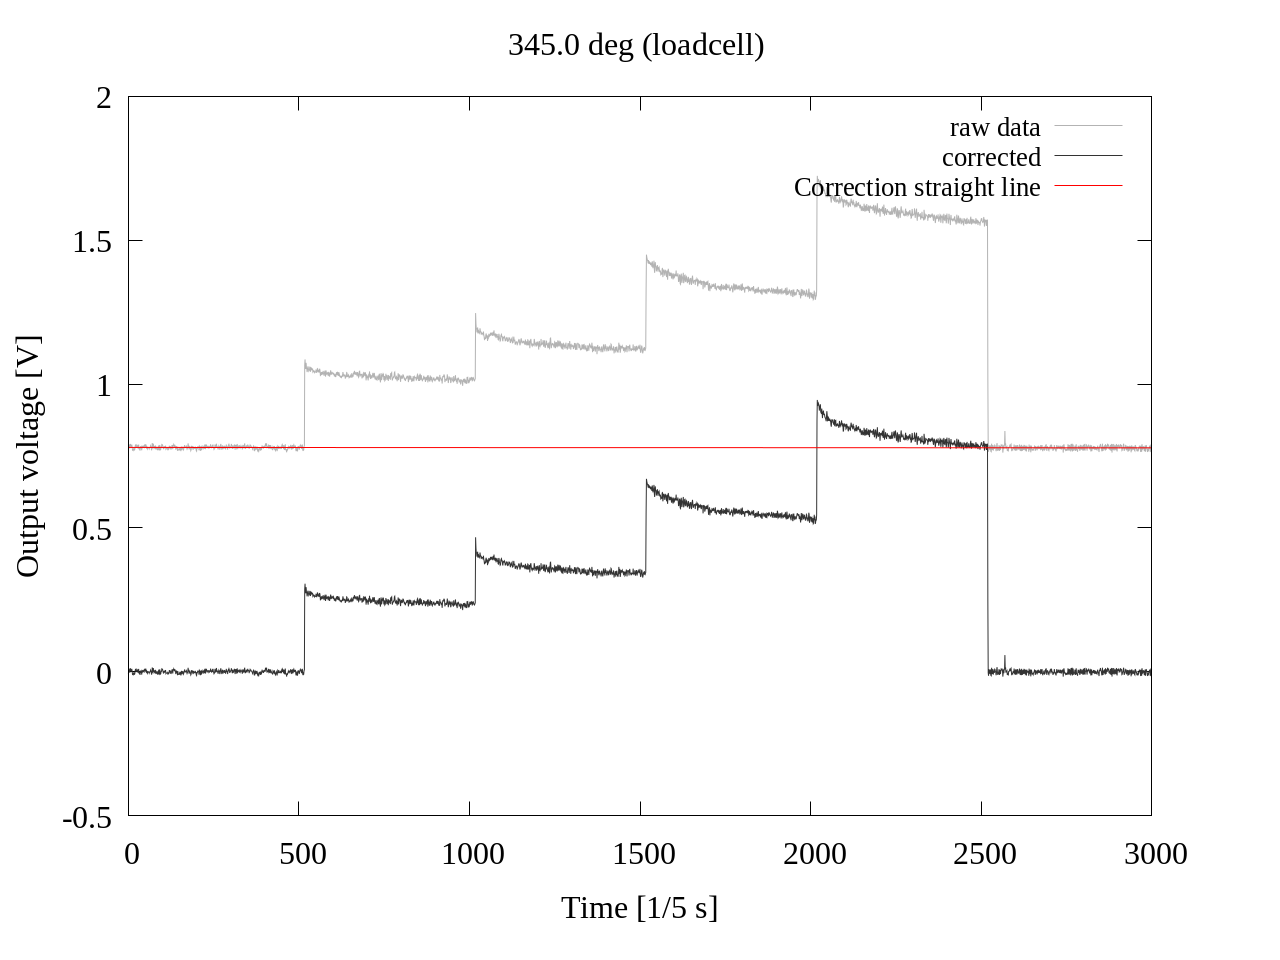 345.0 deg (loadcell)
2
raw data
corrected
Correction straight line
1.5
1
0.5
0
-0.5
Output voltage [V]
0 500 1000 1500 2000 2500 3000
Time [1/5 s]